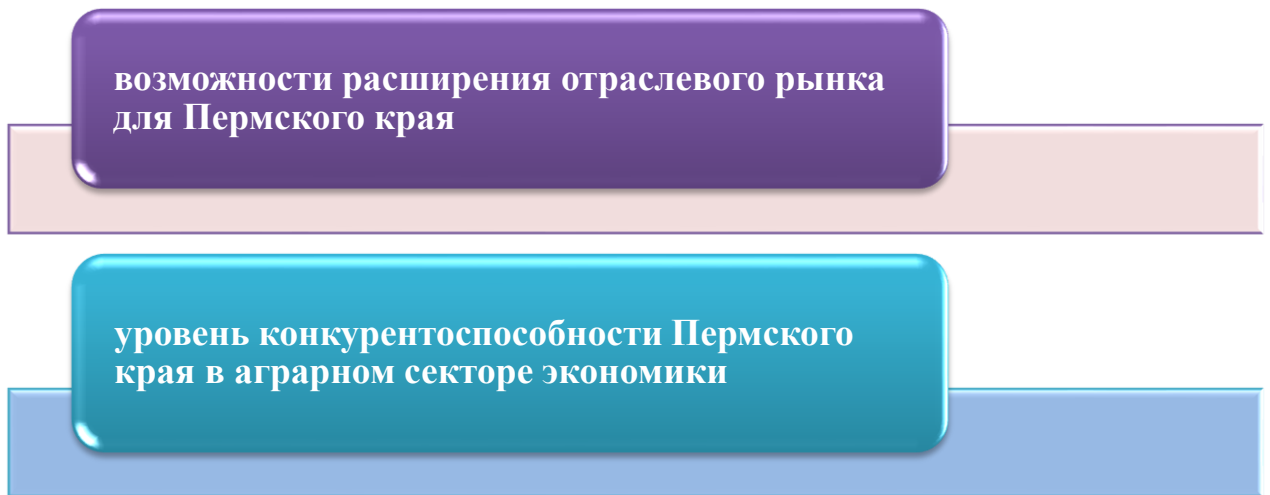 возможности расширения отраслевого рынка
для Пермского края
уровень конкурентоспособности Пермского
края в аграрном секторе экономики